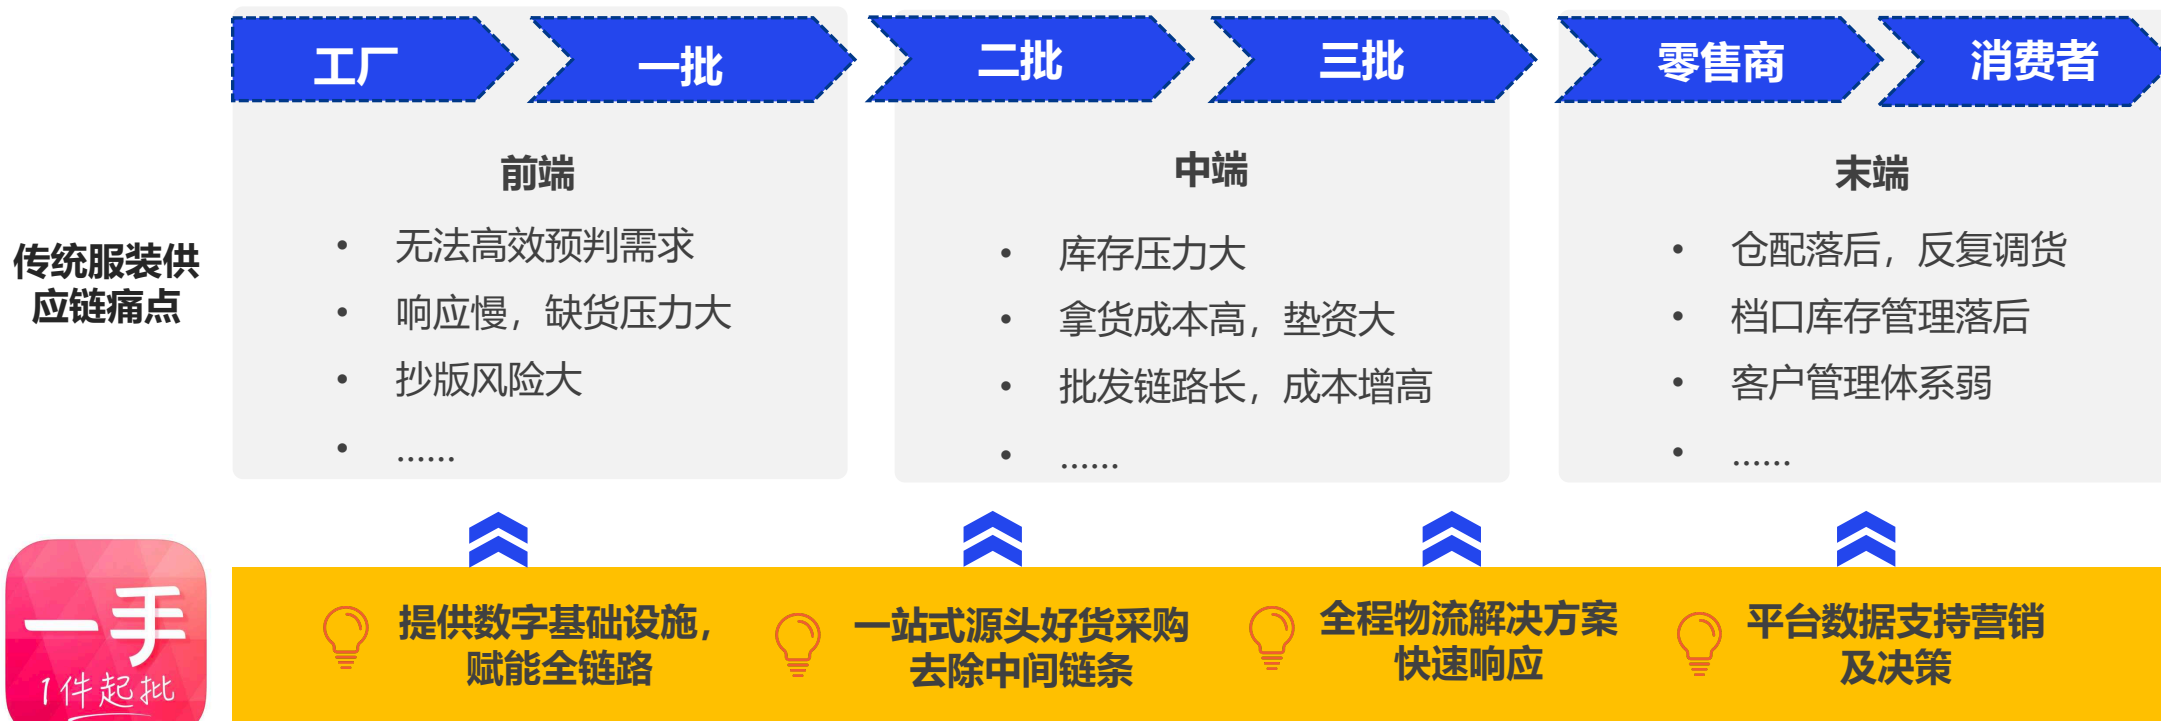 工厂
一批
二批
三批
零售商
消费者
传统服装供
应链痛点
前端
• 无法高效预判需求
• 响应慢，缺货压力大
• 抄版风险大
• ……
中端
• 库存压力大
• 拿货成本高，垫资大
• 批发链路长，成本增高
• ……
末端
• 仓配落后，反复调货
• 档口库存管理落后
• 客户管理体系弱
• ……
一手
1件起批
提供数字基础设施，
赋能全链路
一站式源头好货采购
去除中间链条
全程物流解决方案
快速响应
平台数据支持营销
及决策